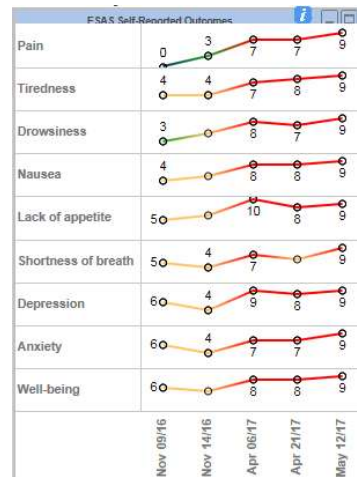 ESAS Self-Reported Outcomes i
Pain 0 3 7 7 9
Tiredness 4 4 7 8 9
Drowsiness 3 8 7 9
Nausea 4 8 8 9
Lack of appetite 5 10 8 9
Shortness of breath 5 4 7 9
Depression 6 4 9 8 9
Anxiety 6 4 7 7 9
Well-being 6 8 8 9
Nov 09/16
Nov 14/16
Apr 06/17
Apr 21/17
May 12/17